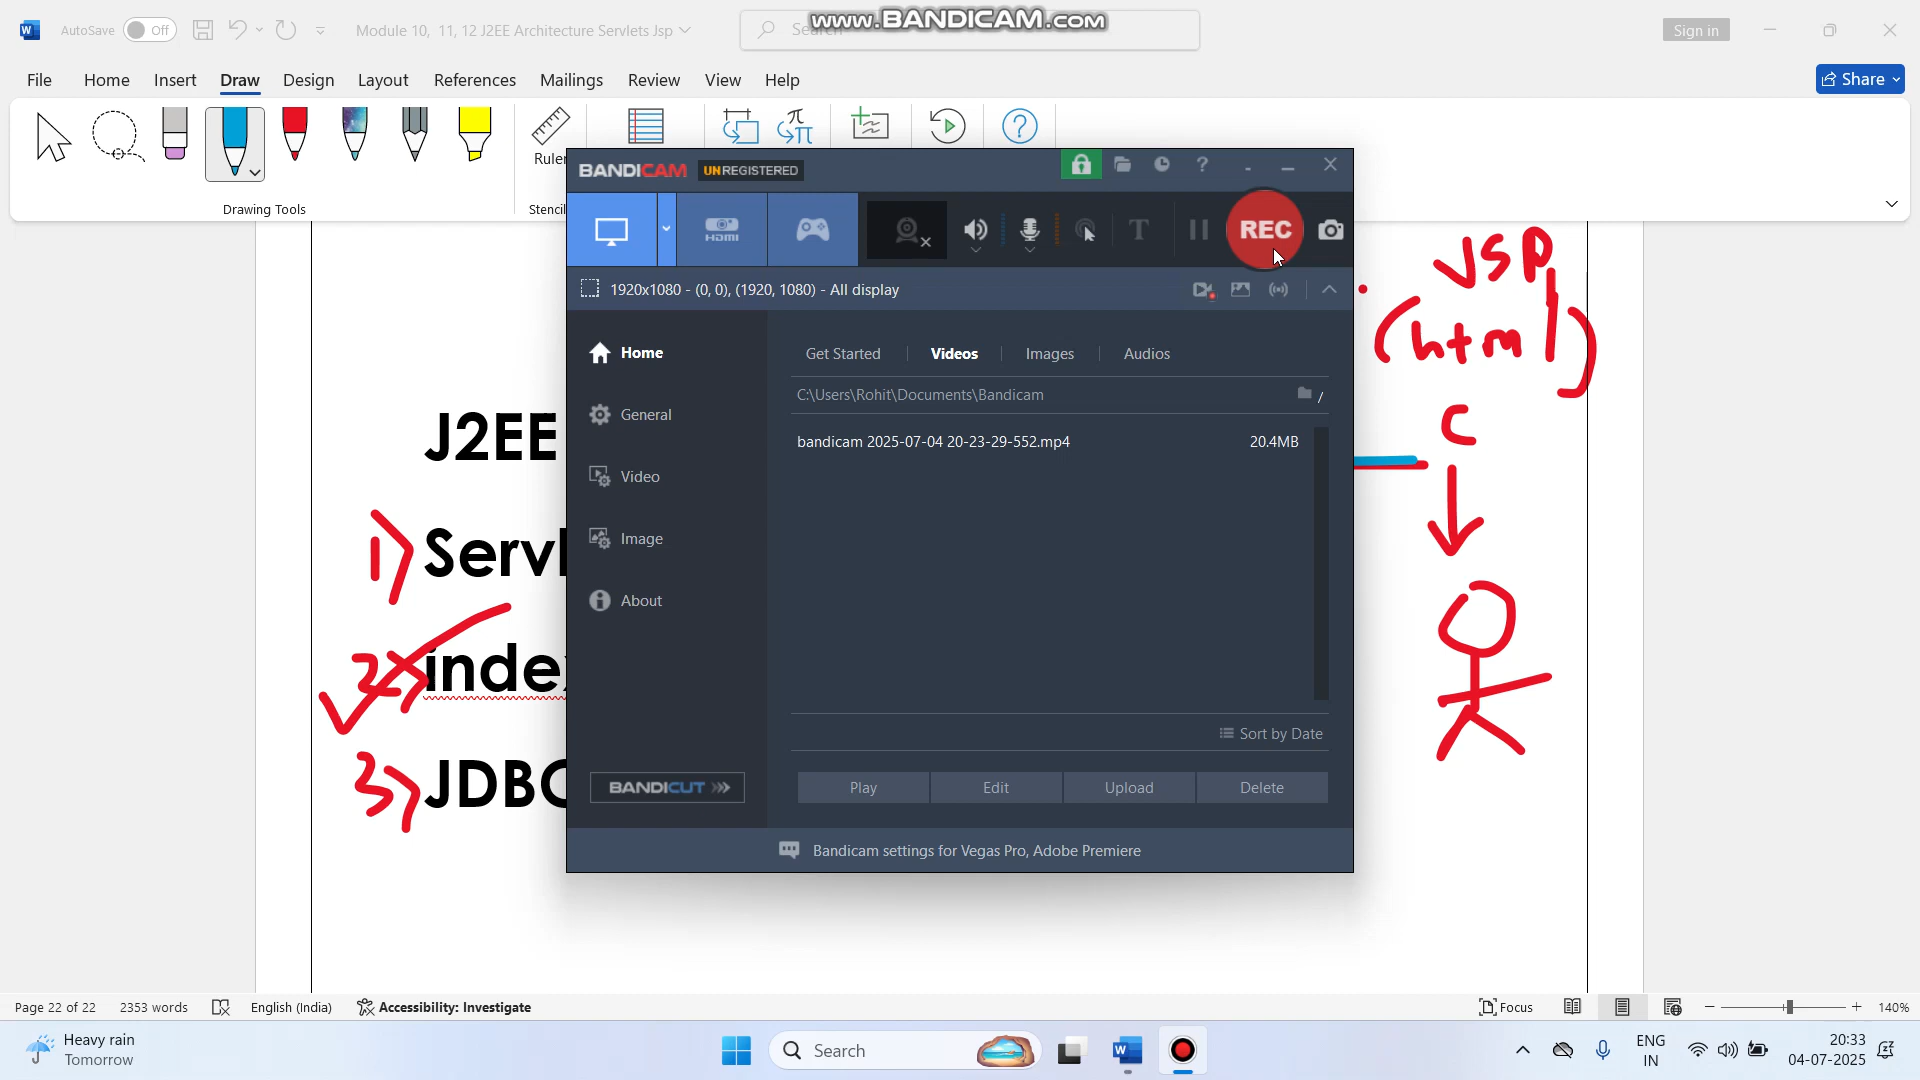 www.BANDICAM.com
AutoSave Off Module 10, 11, 12 J2EE Architecture Servlets Jsp Search Sign in
File Home Insert Draw Design Layout References Mailings Review View Help Share
Ruler
Drawing Tools
Stencil
BANDICAM UNREGISTERED
HDMI T REC
1920x1080 - (0, 0), (1920, 1080) - All display
Home
General
Video
Image
About
BANDICUT
Get Started Videos Images Audios
C:\Users\Rohit\Documents\Bandicam /
bandicam 2025-07-04 20-23-29-552.mp4 20.4MB
Sort by Date
Play Edit Upload Delete
Bandicam settings for Vegas Pro, Adobe Premiere
JSP
(html)
C
J2EE
1) Servl
2) index
3) JDBC
Page 22 of 22 2353 words English (India) Accessibility: Investigate Focus 140%
Heavy rain
Tomorrow
Search
ENG
IN
20:33
04-07-2025